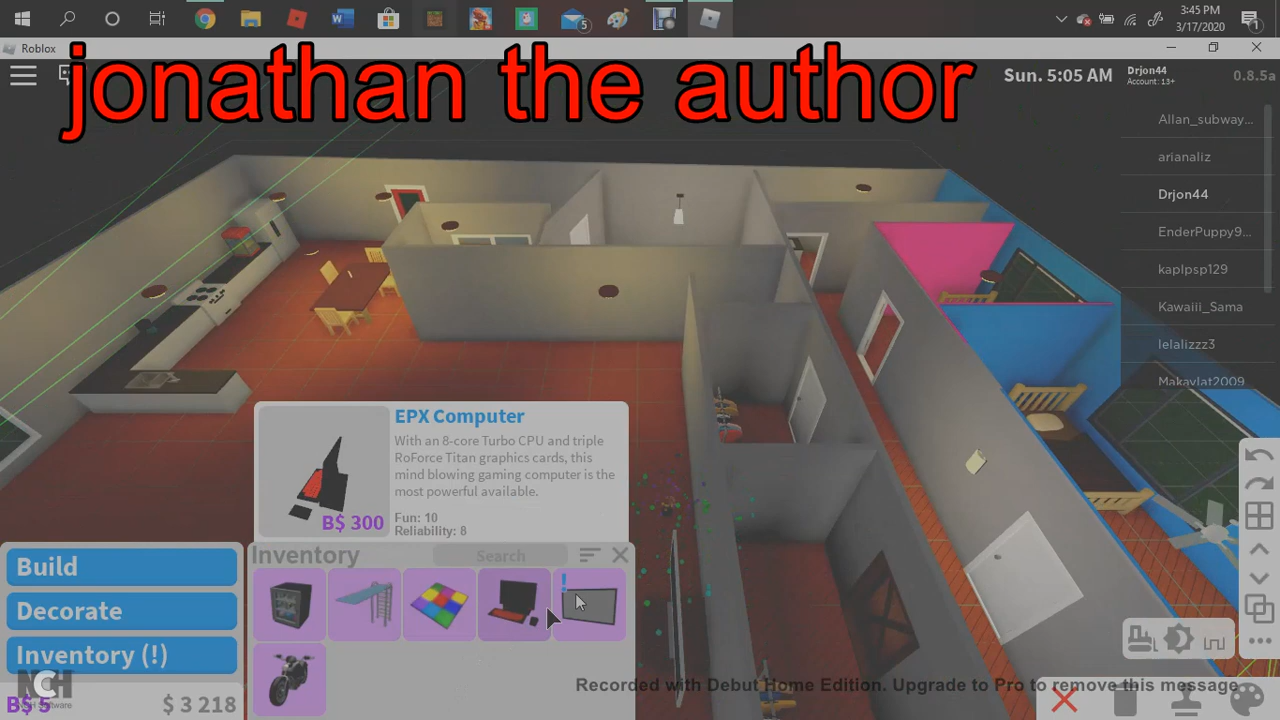 3:45 PM
3/17/2020
5
1
Roblox
jonathan the author
Sun. 5:05 AM
Drjon44
Account: 13+
0.8.5a
Allan_subway...
arianaliz
Drjon44
EnderPuppy9...
kaplpsp129
Kawaiii_Sama
lelalizzz3
Makaylat2009
EPX Computer
With an 8-core Turbo CPU and triple
RoForce Titan graphics cards, this
mind blowing gaming computer is the
most powerful available.
B$ 300
Fun: 10
Reliability: 8
Inventory
Search
Build
Decorate
Inventory (!)
NCH Software
B$ 5
$ 3 218
Recorded with Debut Home Edition. Upgrade to Pro to remove this message